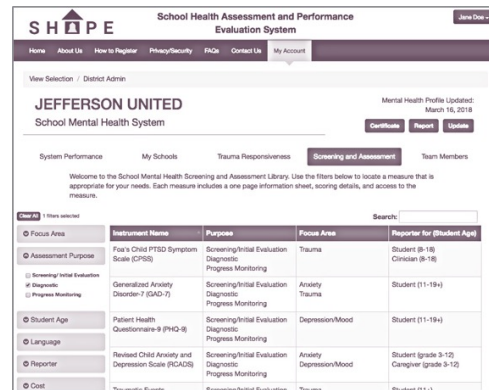 SHAPE
School Health Assessment and Performance
Evaluation System
Jane Doe
Home About Us How to Register Privacy/Security FAQs Contact Us My Account
View Selection / District Admin
JEFFERSON UNITED
School Mental Health System
Mental Health Profile Updated:
March 16, 2018
Certificate Report Update
System Performance My Schools Trauma Responsiveness Screening and Assessment Team Members
Welcome to the School Mental Health Screening and Assessment Library. Use the filters below to locate a measure that is
appropriate for your needs. Each measure includes a one page information sheet, scoring details, and access to the
measure.
Clear All 1 filters selected
Search:
Focus Area
Assessment Purpose
Screening/ Initial Evaluation
Diagnostic
Progress Monitoring
Student Age
Language
Reporter
Cost
Instrument Name Purpose Focus Area Reporter for (Student Age)
Foa's Child PTSD Symptom Screening/Initial Evaluation Trauma Student (8-18)
Scale (CPSS) Diagnostic Clinician (8-18)
Progress Monitoring
Generalized Anxiety Screening/Initial Evaluation Anxiety Student (11-19+)
Disorder-7 (GAD-7) Diagnostic Trauma
Progress Monitoring
Patient Health Screening/Initial Evaluation Depression/Mood Student (11-19+)
Questionnaire-9 (PHQ-9) Diagnostic
Progress Monitoring
Revised Child Anxiety and Screening/Initial Evaluation Anxiety Student (grade 3-12)
Depression Scale (RCADS) Diagnostic Depression/Mood Caregiver (grade 3-12)
Progress Monitoring
Traumatic Events Screening/Initial Evaluation Trauma Student